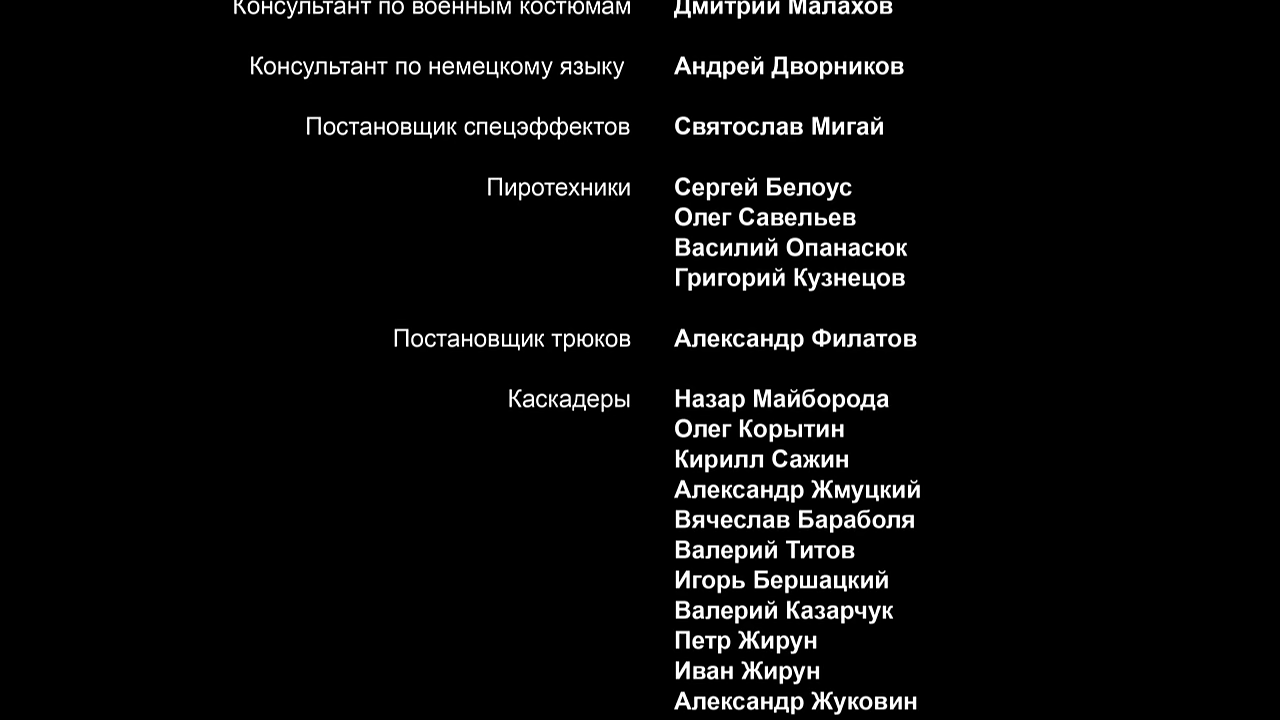 Консультант по военным костюмам Дмитрий Малахов
Консультант по немецкому языку Андрей Дворников
Постановщик спецэффектов Святослав Мигай
Пиротехники Сергей Белоус
Олег Савельев
Василий Опанасюк
Григорий Кузнецов
Постановщик трюков Александр Филатов
Каскадеры Назар Майборода
Олег Корытин
Кирилл Сажин
Александр Жмуцкий
Вячеслав Бараболя
Валерий Титов
Игорь Бершацкий
Валерий Казарчук
Петр Жирун
Иван Жирун
Александр Жуковин